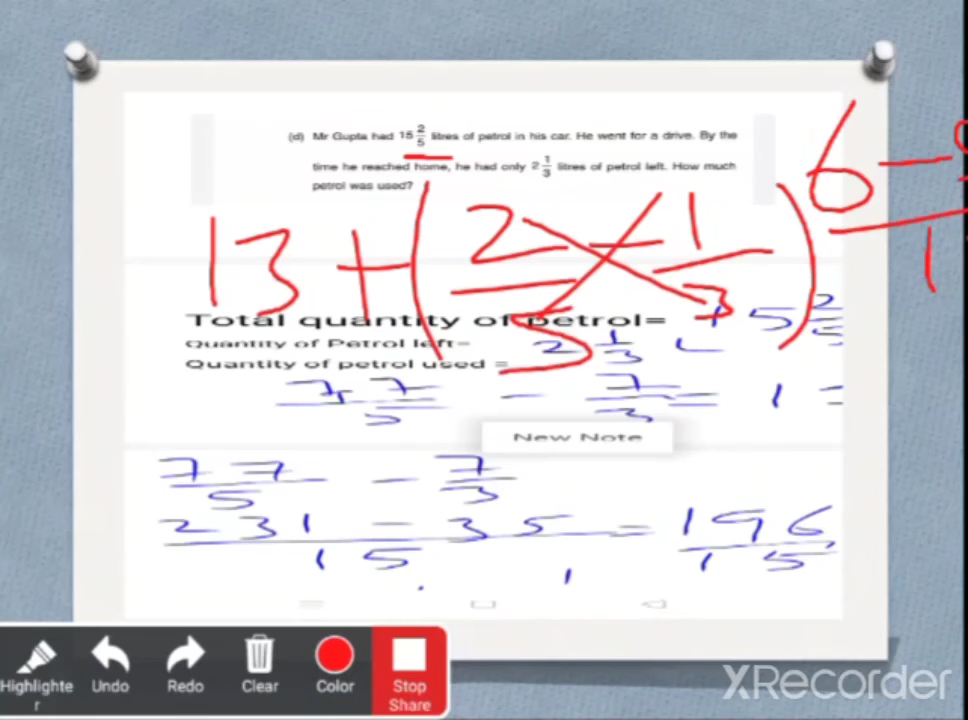 (d) Mr Gupta had 15 2/5 litres of petrol in his car. He went for a drive. By the
time he reached home, he had only 2 1/3 litres of petrol left. How much
petrol was used?
13 + ( 2/5 - 1/3 ) 6 -
1
Total quantity of petrol= 15 2/5
Quantity of Petrol left= 2 1/3 L
Quantity of petrol used =
77/5 - 7/3 = 1 =
New Note
77/5 - 7/3
231 - 35 / 15 = 196/15
Highlighte
r
Undo
Redo
Clear
Color
Stop
Share
XRecorder